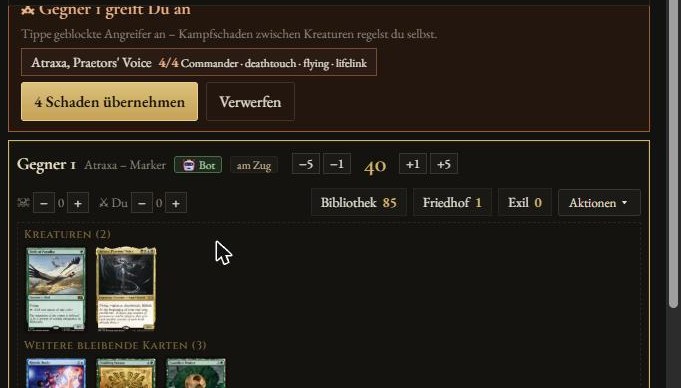 Gegner 1 greift Du an
Tippe geblockte Angreifer an – Kampfschaden zwischen Kreaturen regelst du selbst.
Atraxa, Praetors' Voice 4/4 Commander · deathtouch · flying · lifelink
4 Schaden übernehmen Verwerfen
Gegner 1 Atraxa – Marker Bot am Zug −5 −1 40 +1 +5
− 0 + Du − 0 + Bibliothek 85 Friedhof 1 Exil 0 Aktionen
KREATUREN (2)
WEITERE BLEIBENDE KARTEN (3)